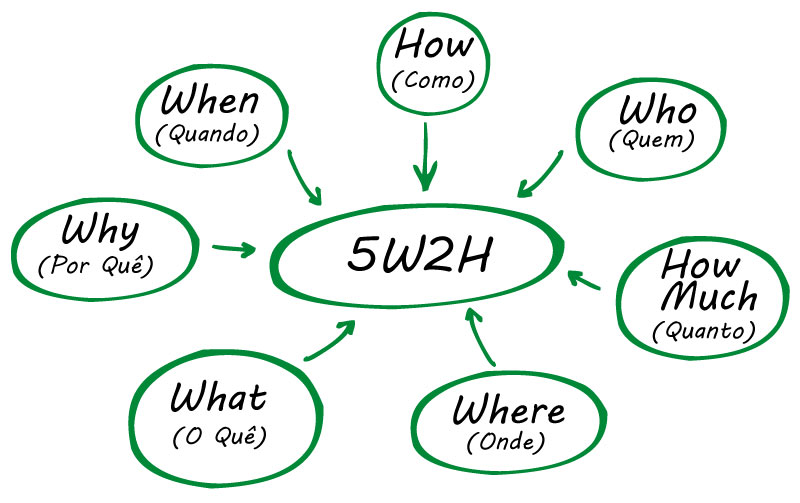 How
(Como)
When
(Quando)
Who
(Quem)
Why
(Por Quê)
5W2H
How
Much
(Quanto)
What
(O Quê)
Where
(Onde)